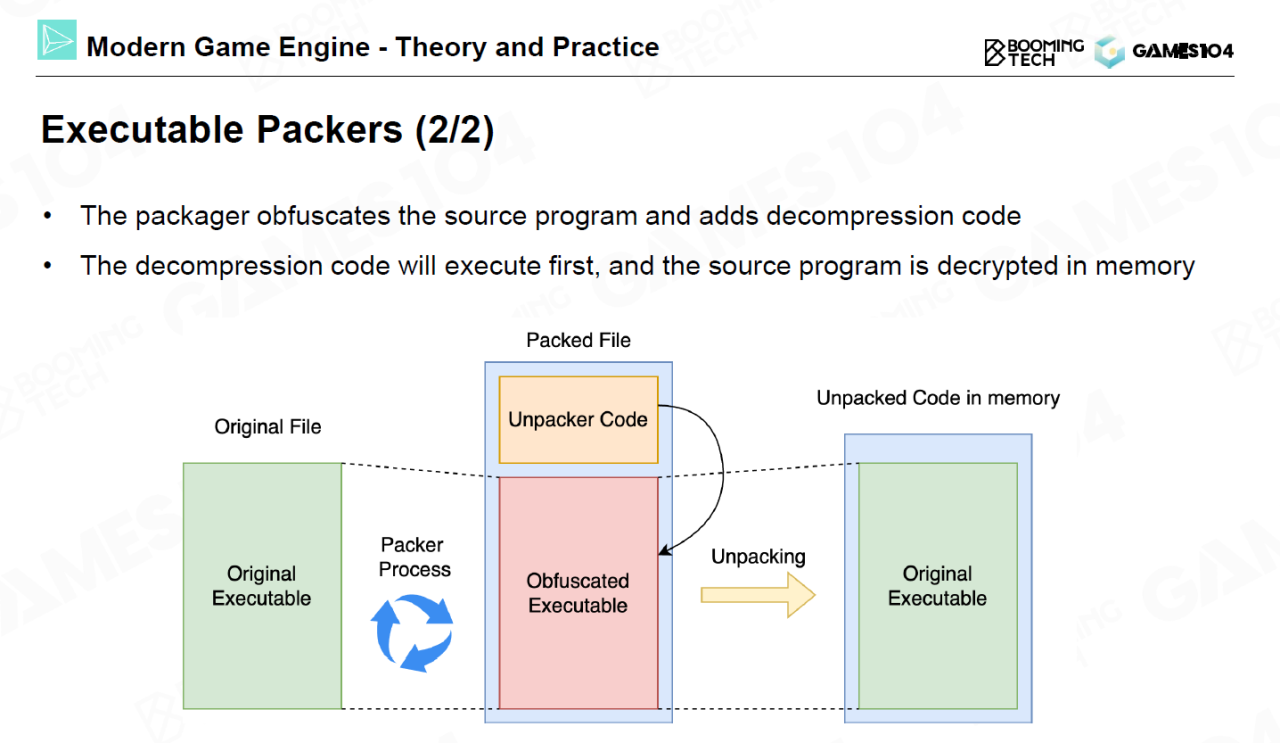 Modern Game Engine - Theory and Practice
BOOMING
TECH
GAMES104
Executable Packers (2/2)
• The packager obfuscates the source program and adds decompression code
• The decompression code will execute first, and the source program is decrypted in memory
Packed File
Unpacker Code
Unpacked Code in memory
Original File
Packer
Process
Unpacking
Original
Executable
Obfuscated
Executable
Original
Executable